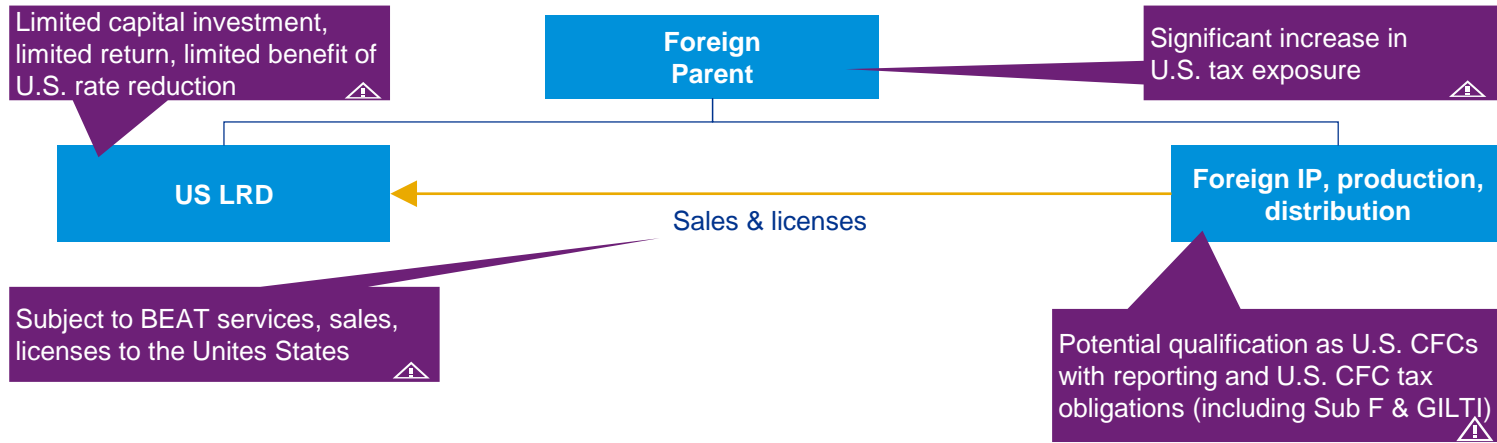 Limited capital investment,
limited return, limited benefit of
U.S. rate reduction
Foreign
Parent
Significant increase in
U.S. tax exposure
US LRD
Foreign IP, production,
distribution
Sales & licenses
Subject to BEAT services, sales,
licenses to the Unites States
Potential qualification as U.S. CFCs
with reporting and U.S. CFC tax
obligations (including Sub F & GILTI)